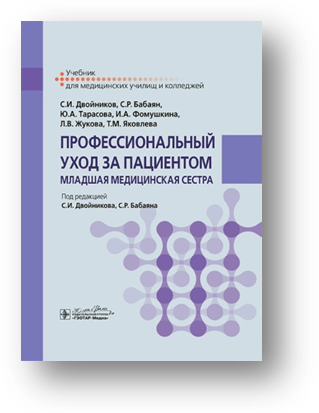 Учебник
для медицинских училищ и колледжей
С.И. Двойников, С.Р. Бабаян,
Ю.А. Тарасова, И.А. Фомушкина,
Л.В. Жукова, Т.М. Яковлева
ПРОФЕССИОНАЛЬНЫЙ
УХОД ЗА ПАЦИЕНТОМ
МЛАДШАЯ МЕДИЦИНСКАЯ СЕСТРА
Под редакцией
С.И. Двойникова, С.Р. Бабаяна
«ГЭОТАР-Медиа»